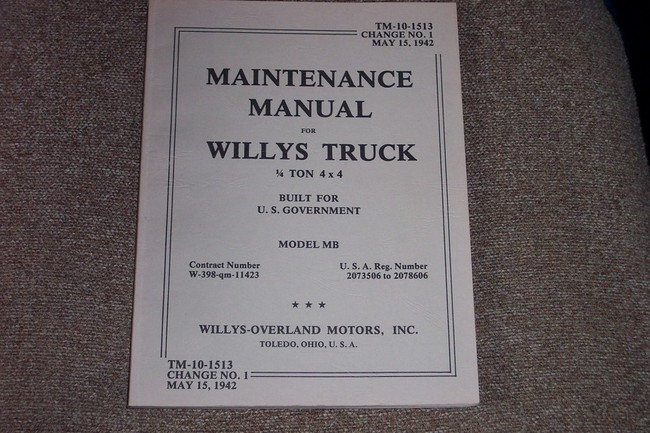 TM-10-1513
CHANGE NO. 1
MAY 15, 1942
MAINTENANCE
MANUAL
FOR
WILLYS TRUCK
¼ TON 4 x 4
BUILT FOR
U. S. GOVERNMENT
MODEL MB
Contract Number
W-398-qm-11423
U. S. A. Reg. Number
2073506 to 2078606
★ ★ ★
WILLYS-OVERLAND MOTORS, INC.
TOLEDO, OHIO, U. S. A.
TM-10-1513
CHANGE NO. 1
MAY 15, 1942